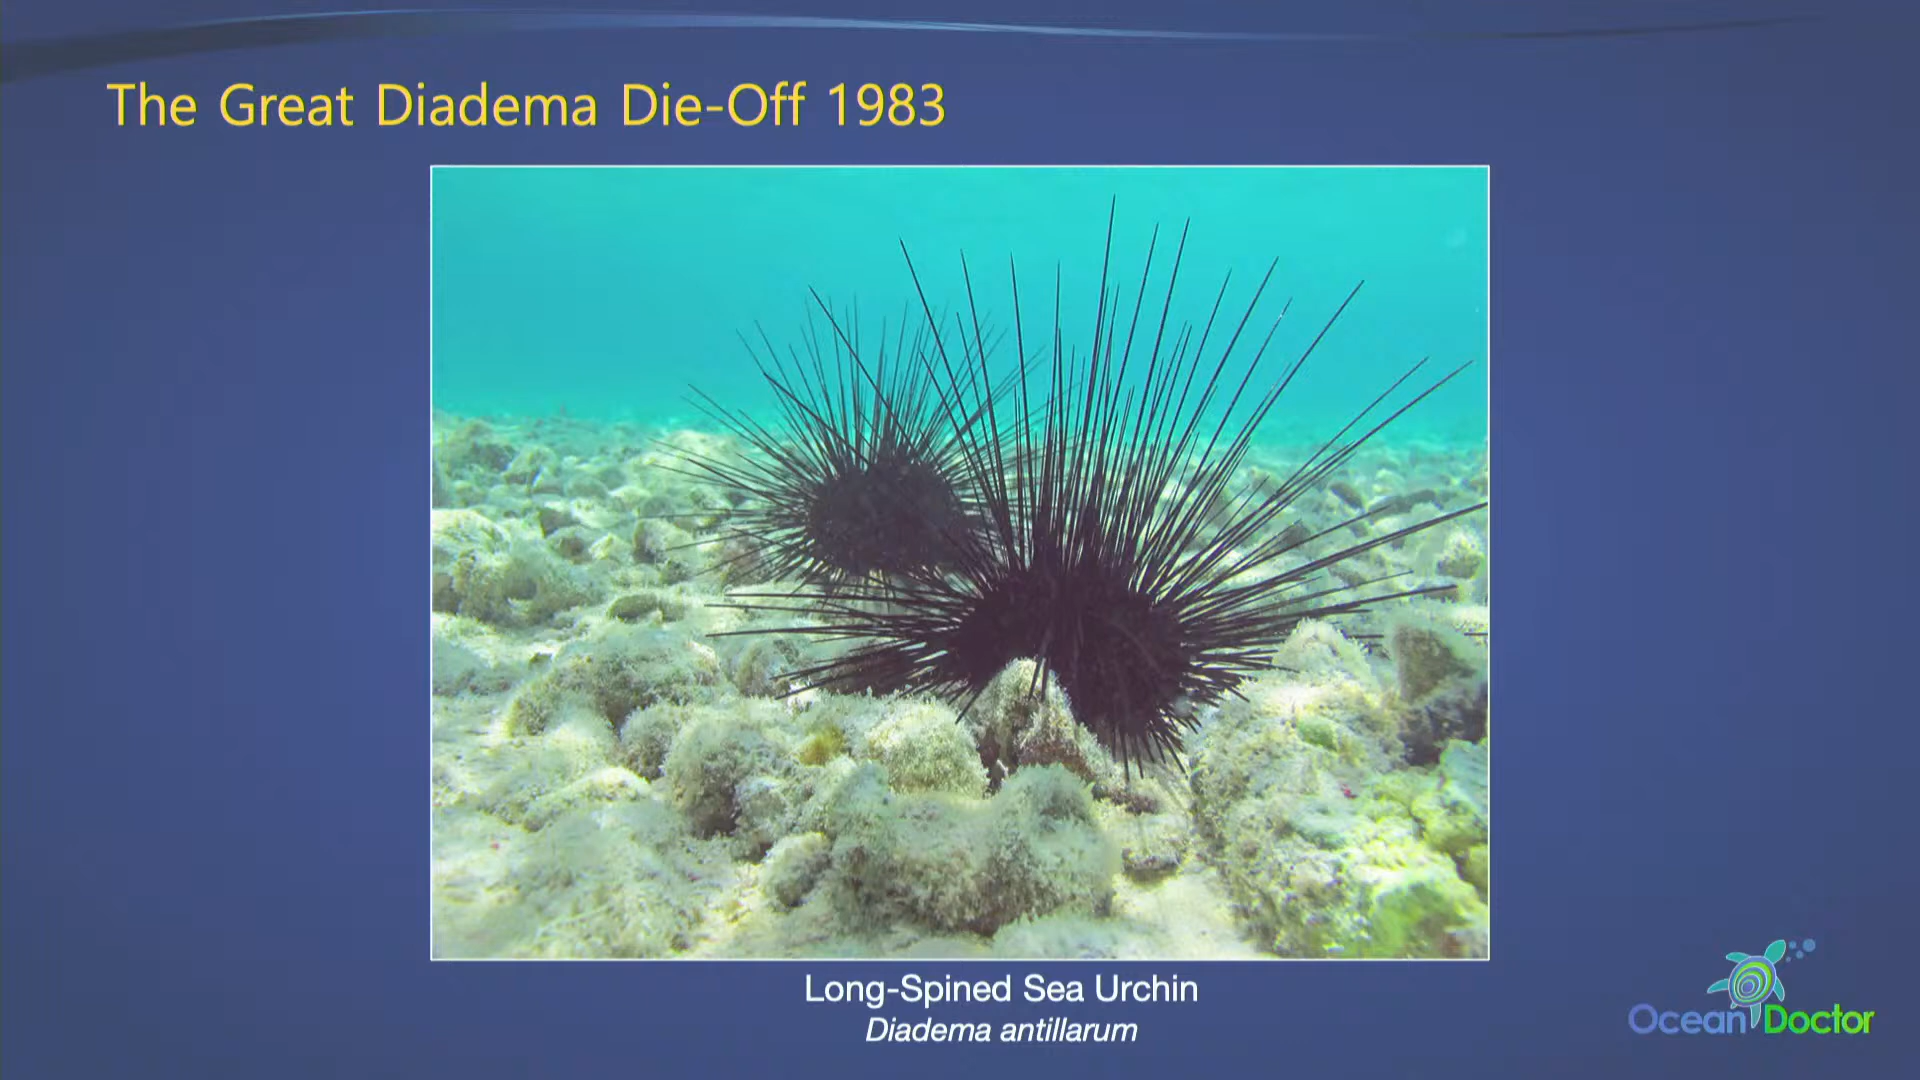 The Great Diadema Die-Off 1983
Long-Spined Sea Urchin
Diadema antillarum
Ocean Doctor